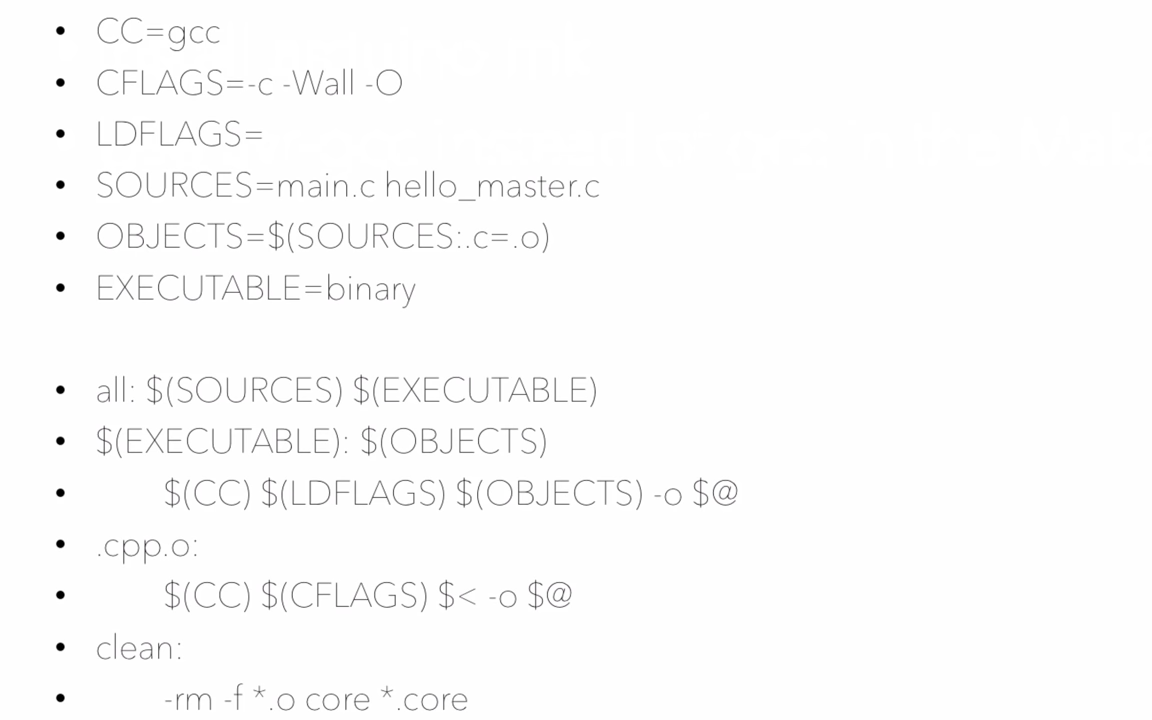 • CC=gcc
• CFLAGS=-c -Wall -O
• LDFLAGS=
• SOURCES=main.c hello_master.c
• OBJECTS=$(SOURCES:.c=.o)
• EXECUTABLE=binary
• all: $(SOURCES) $(EXECUTABLE)
• $(EXECUTABLE): $(OBJECTS)
• $(CC) $(LDFLAGS) $(OBJECTS) -o $@
• .cpp.o:
• $(CC) $(CFLAGS) $< -o $@
• clean:
• -rm -f *.o core *.core